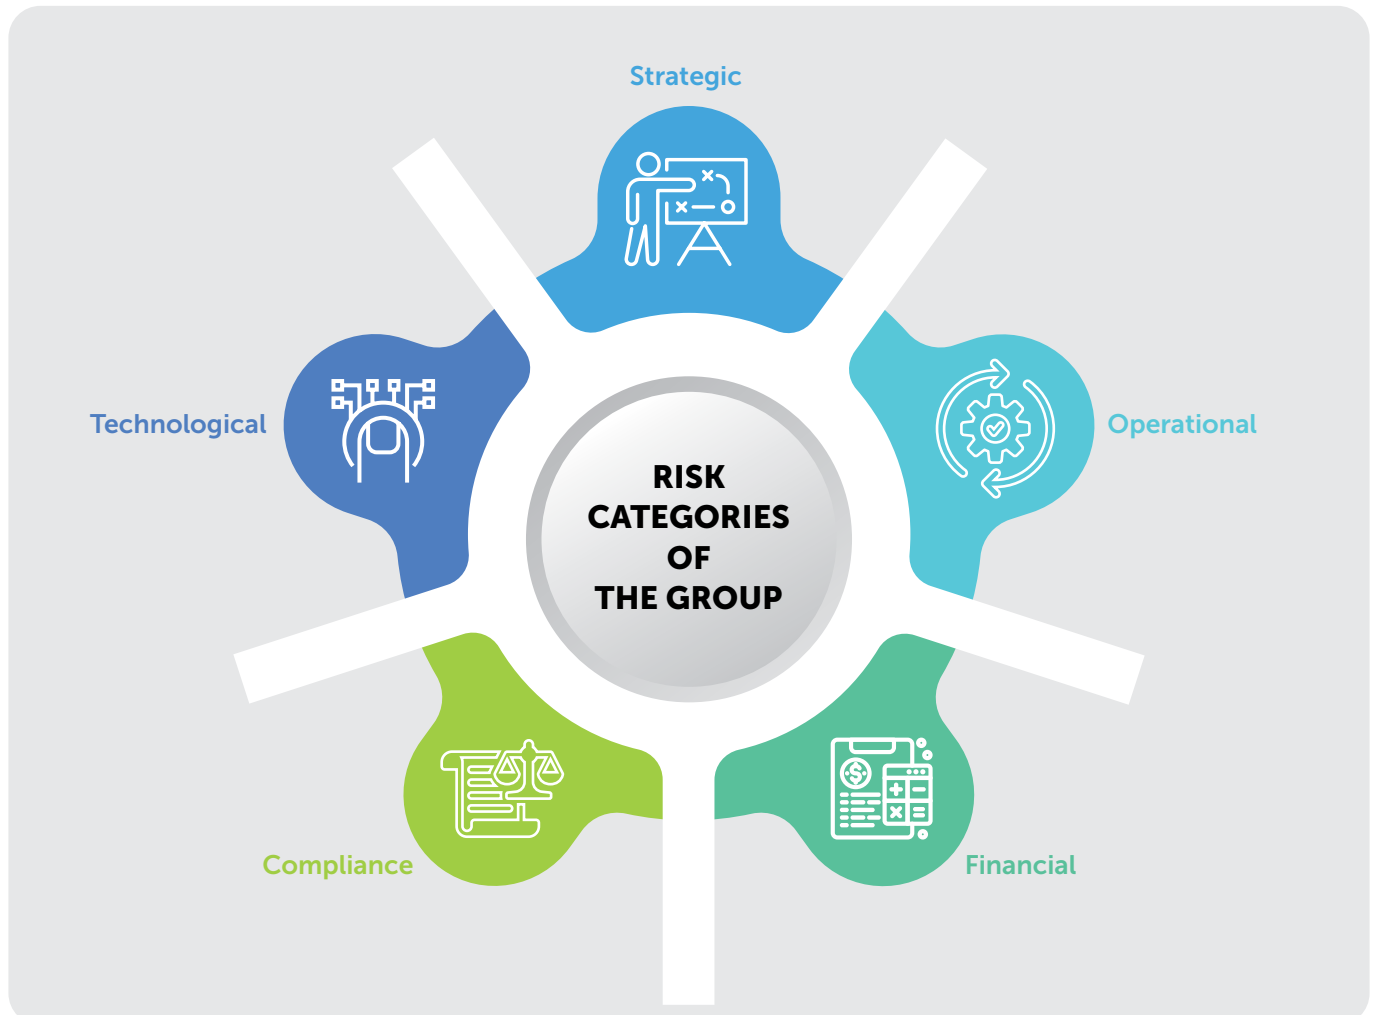 Strategic
Technological
Operational
RISK
CATEGORIES
OF
THE GROUP
Compliance
Financial